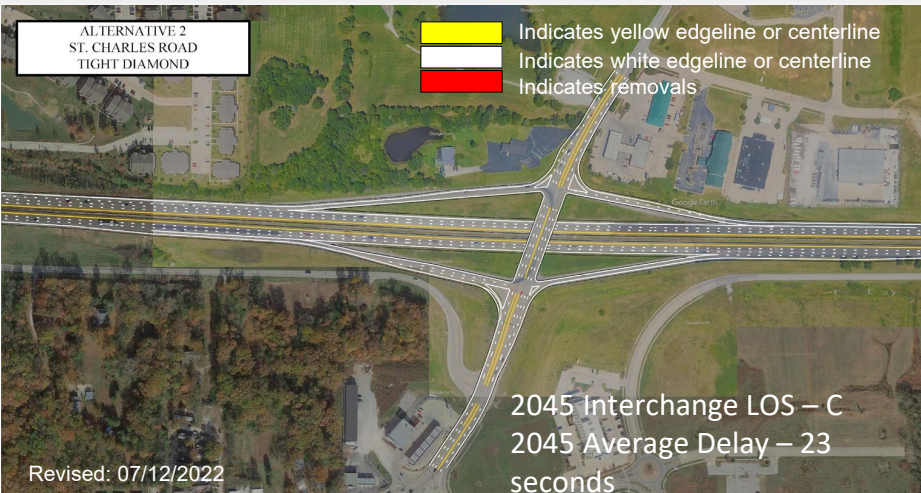 ALTERNATIVE 2
ST. CHARLES ROAD
TIGHT DIAMOND
Indicates yellow edgeline or centerline
Indicates white edgeline or centerline
Indicates removals
Google Earth
2045 Interchange LOS – C
2045 Average Delay – 23
seconds
Revised: 07/12/2022